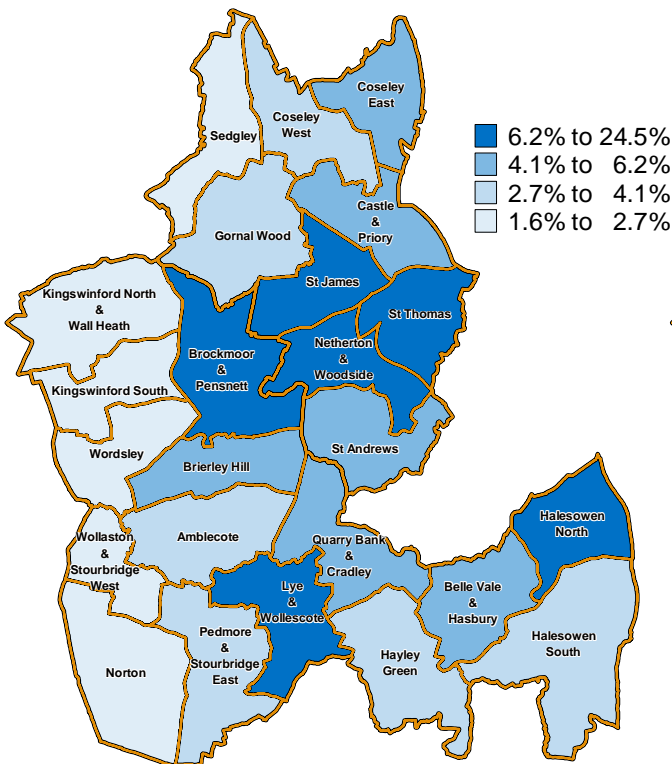 Coseley
East
6.2% to 24.5%
4.1% to 6.2%
2.7% to 4.1%
1.6% to 2.7%
Coseley
West
Sedgley
Castle
&
Priory
Gornal Wood
St James
Kingswinford North
&
Wall Heath
St Thomas
Netherton
&
Woodside
Brockmoor
&
Pensnett
Kingswinford South
Wordsley
St Andrews
Brierley Hill
Halesowen
North
Wollaston
&
Stourbridge
West
Amblecote
Quarry Bank
&
Cradley
Lye
&
Wollescote
Belle Vale
&
Hasbury
Pedmore
&
Stourbridge
East
Halesowen
South
Hayley
Green
Norton